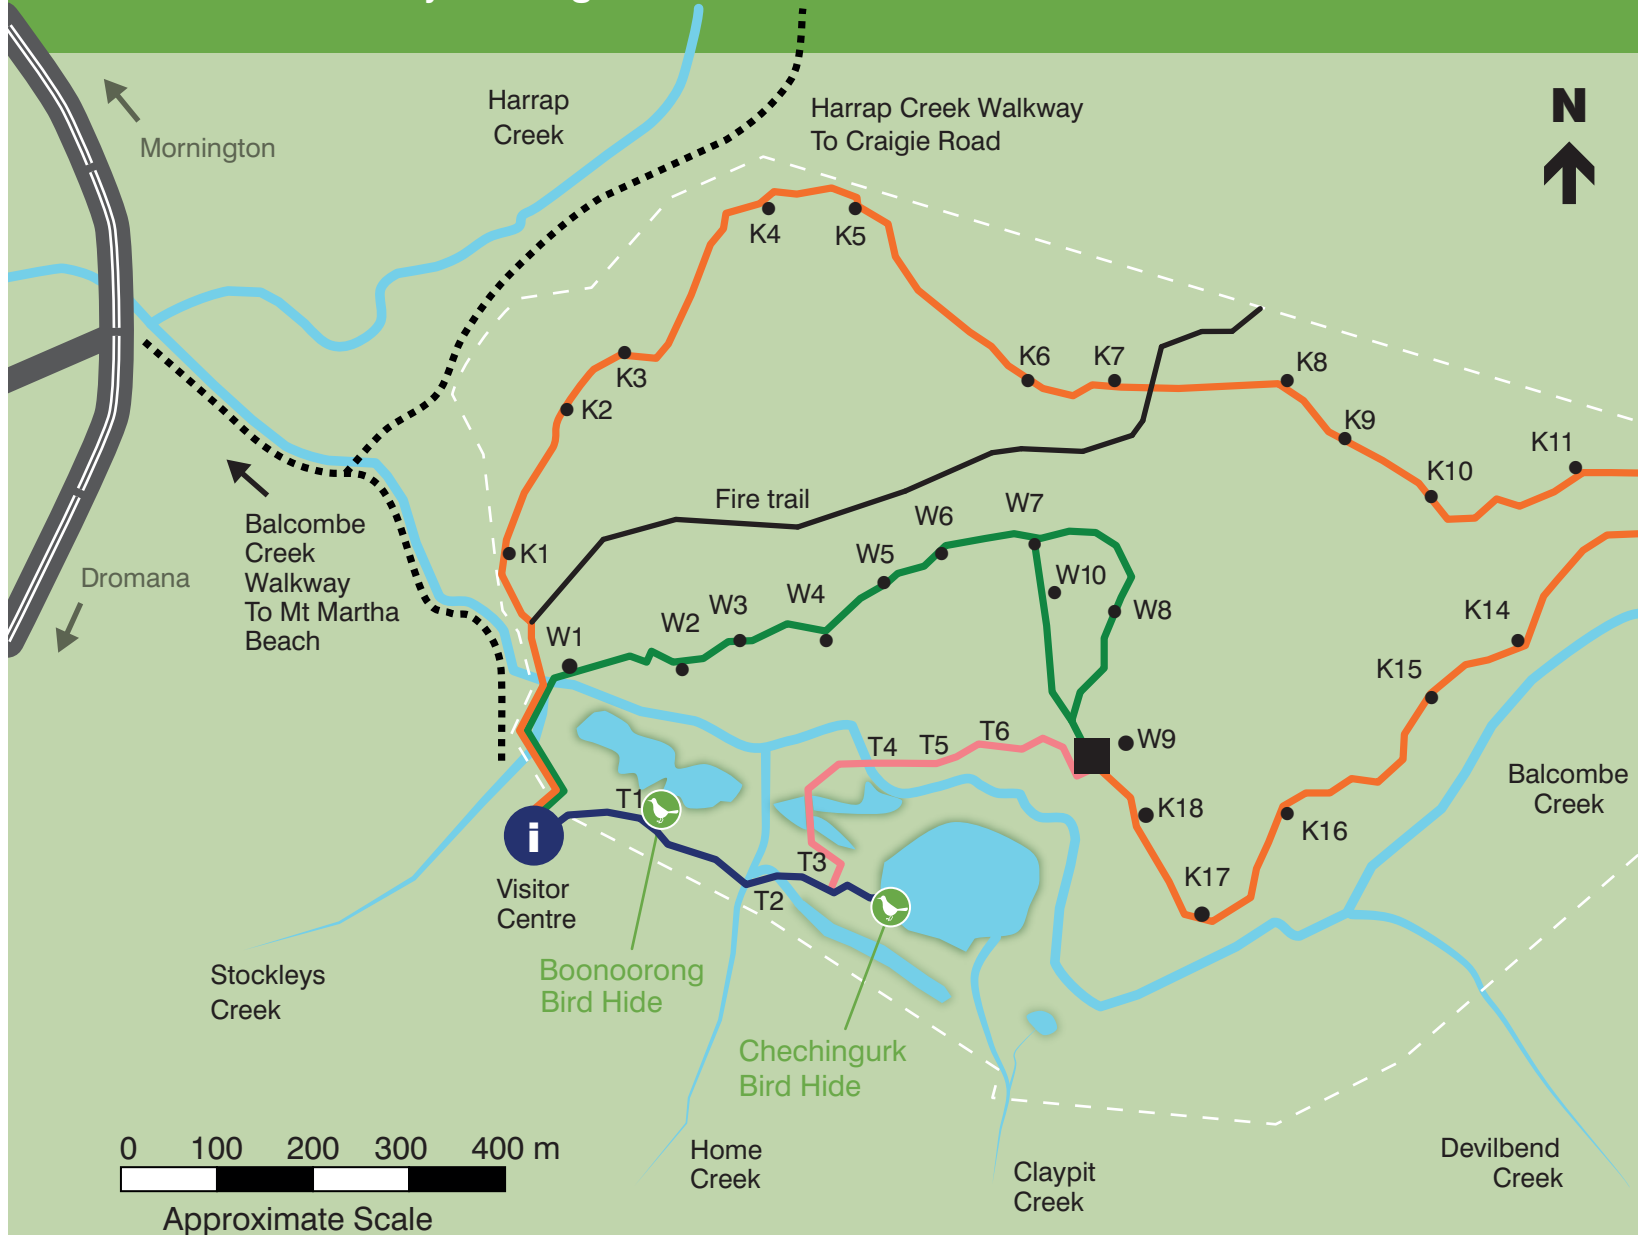 Harrap
Creek
Harrap Creek Walkway
To Craigie Road
N
Mornington
K4
K5
K3
K2
K6
K7
K8
K9
K10
K11
Fire trail
Balcombe
Creek
Walkway
To Mt Martha
Beach
Dromana
K1
W1
W2
W3
W4
W5
W6
W7
W10
W8
W9
K14
K15
K16
K17
K18
T1
T2
T3
T4
T5
T6
i
Visitor
Centre
Balcombe
Creek
Stockleys
Creek
Boonoorong
Bird Hide
Chechingurk
Bird Hide
Home
Creek
Claypit
Creek
Devilbend
Creek
0 100 200 300 400 m
Approximate Scale